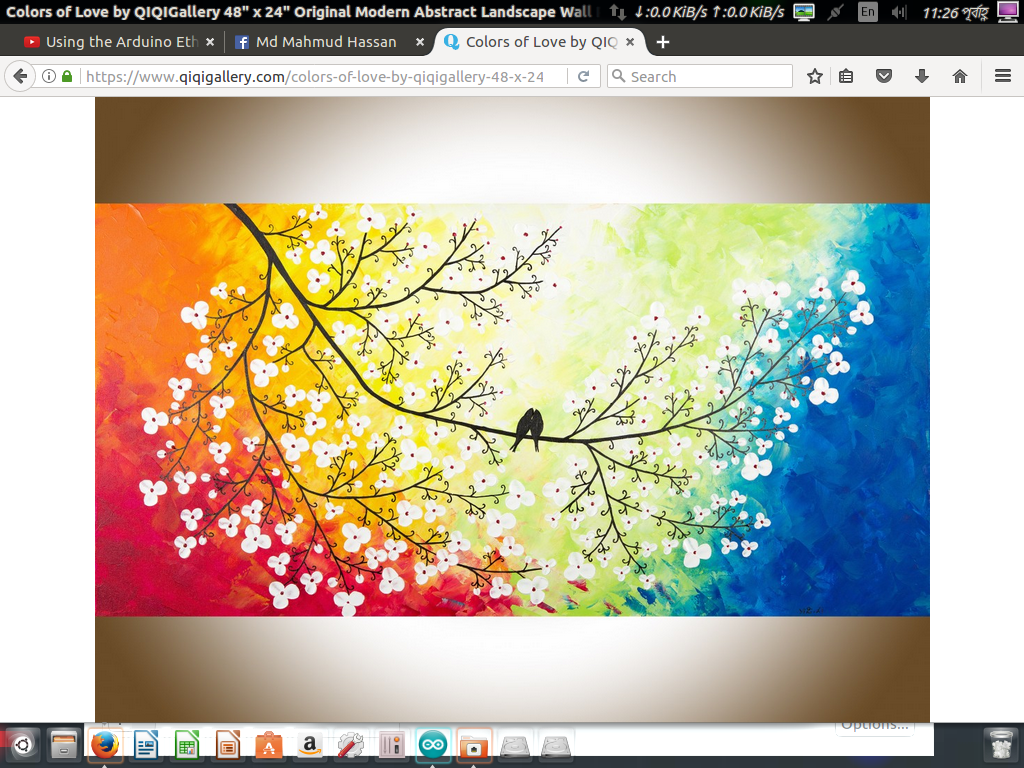 Colors of Love by QIQIGallery 48" x 24" Original Modern Abstract Landscape Wall
↓:0.0 KiB/s ↑:0.0 KiB/s
En
11:26 পূর্বাহ্ণ
Using the Arduino Eth
Md Mahmud Hassan
Colors of Love by QIQ
https://www.qiqigallery.com/colors-of-love-by-qiqigallery-48-x-24
Search
Options...